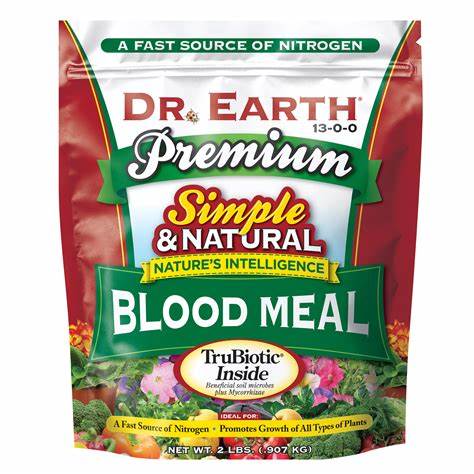 A FAST SOURCE OF NITROGEN
DR. EARTH®
13-0-0
Premium
Simple
& NATURAL
NATURE'S INTELLIGENCE
BLOOD MEAL
TruBiotic®
Inside
Beneficial soil microbes
plus Mycorrhizae
IDEAL FOR:
A Fast Source of Nitrogen • Promotes Growth of All Types of Plants
NET WT. 2 LBS. (.907 KG)